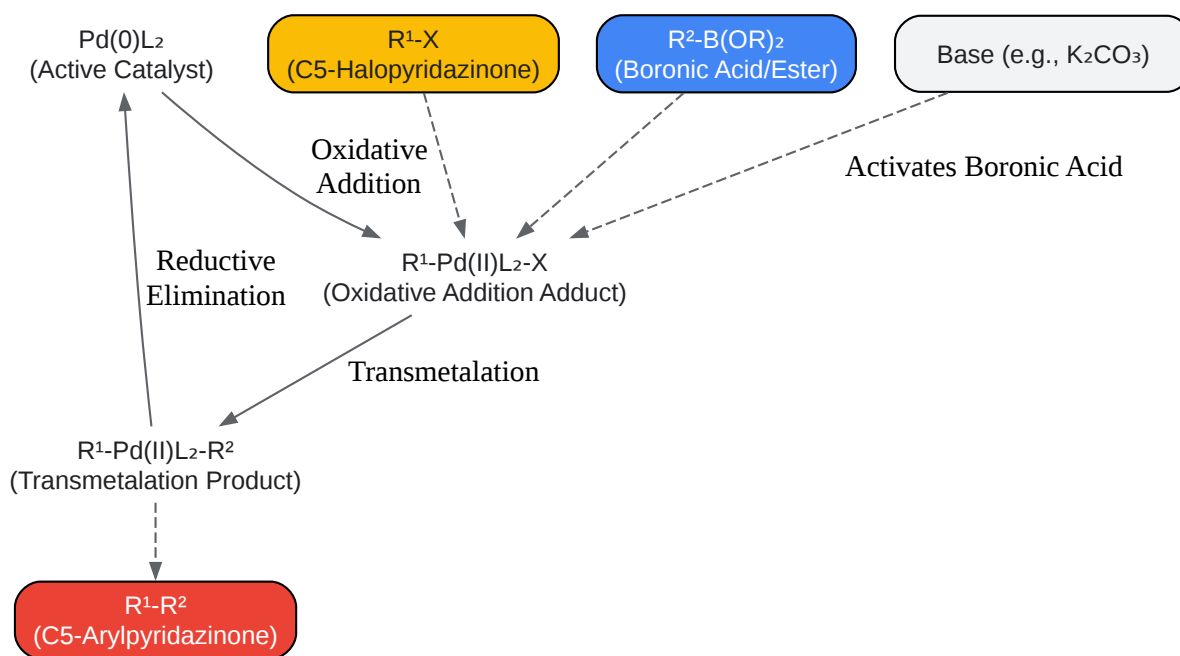 Pd(0)L₂
(Active Catalyst)
R¹-X
(C5-Halopyridazinone)
R²-B(OR)₂
(Boronic Acid/Ester)
Base (e.g., K₂CO₃)
Oxidative
Addition
Activates Boronic Acid
Reductive
Elimination
R¹-Pd(II)L₂-X
(Oxidative Addition Adduct)
Transmetalation
R¹-Pd(II)L₂-R²
(Transmetalation Product)
R¹-R²
(C5-Arylpyridazinone)